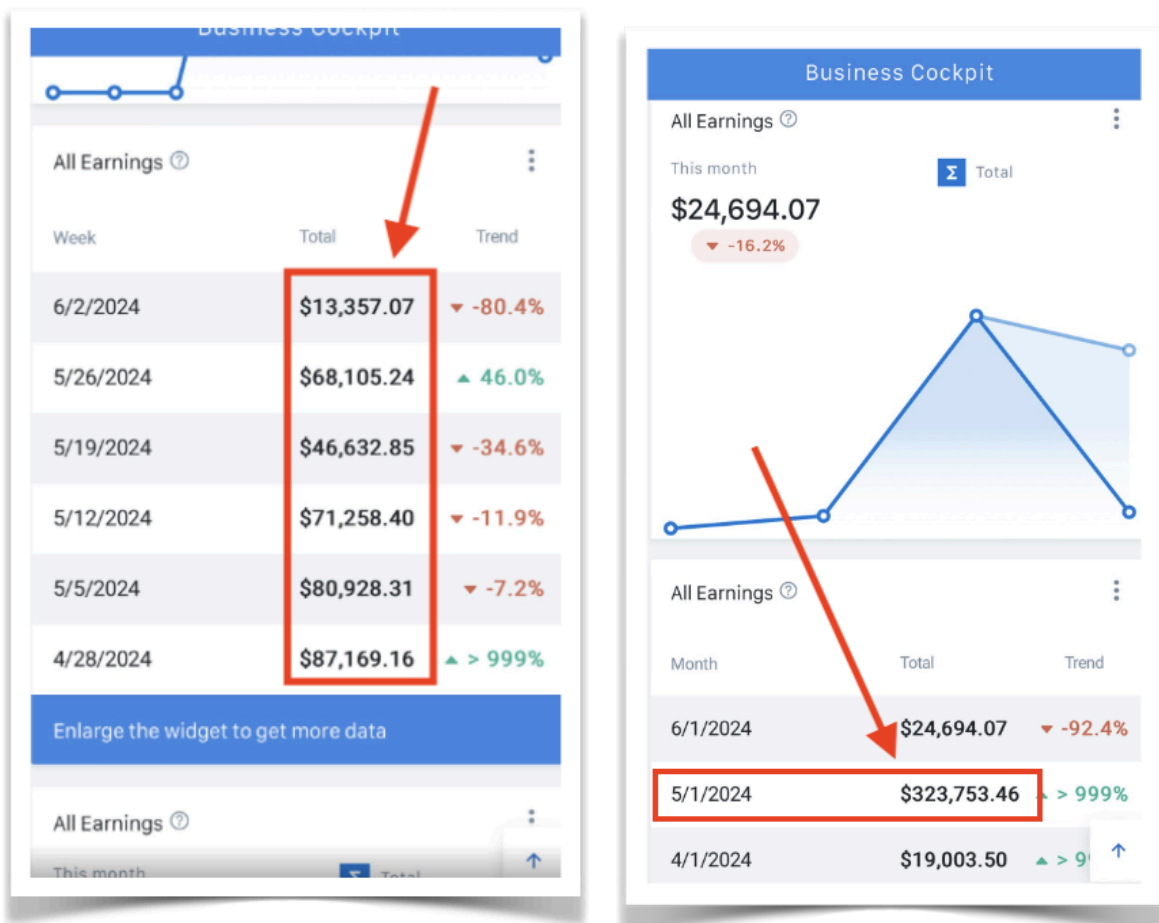 Business Cockpit
All Earnings ?
Week Total Trend
6/2/2024 $13,357.07 ▼ -80.4%
5/26/2024 $68,105.24 ▲ 46.0%
5/19/2024 $46,632.85 ▼ -34.6%
5/12/2024 $71,258.40 ▼ -11.9%
5/5/2024 $80,928.31 ▼ -7.2%
4/28/2024 $87,169.16 ▲ > 999%
Enlarge the widget to get more data
All Earnings ?
This month Σ Total
Business Cockpit
All Earnings ?
This month Σ Total
$24,694.07
▼ -16.2%
All Earnings ?
Month Total Trend
6/1/2024 $24,694.07 ▼ -92.4%
5/1/2024 $323,753.46 ▲ > 999%
4/1/2024 $19,003.50 ▲ > 9